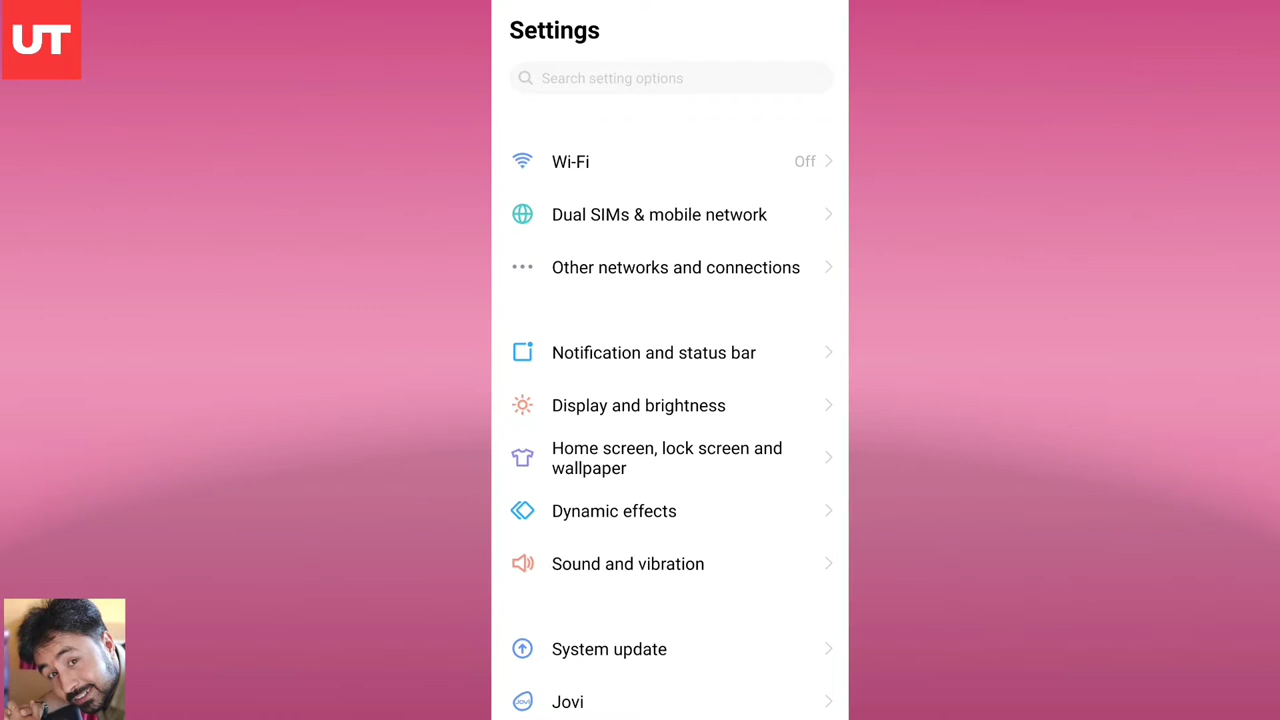 UT
Settings
Search setting options
Wi-Fi Off
Dual SIMs & mobile network
Other networks and connections
Notification and status bar
Display and brightness
Home screen, lock screen and
wallpaper
Dynamic effects
Sound and vibration
System update
Jovi Jovi